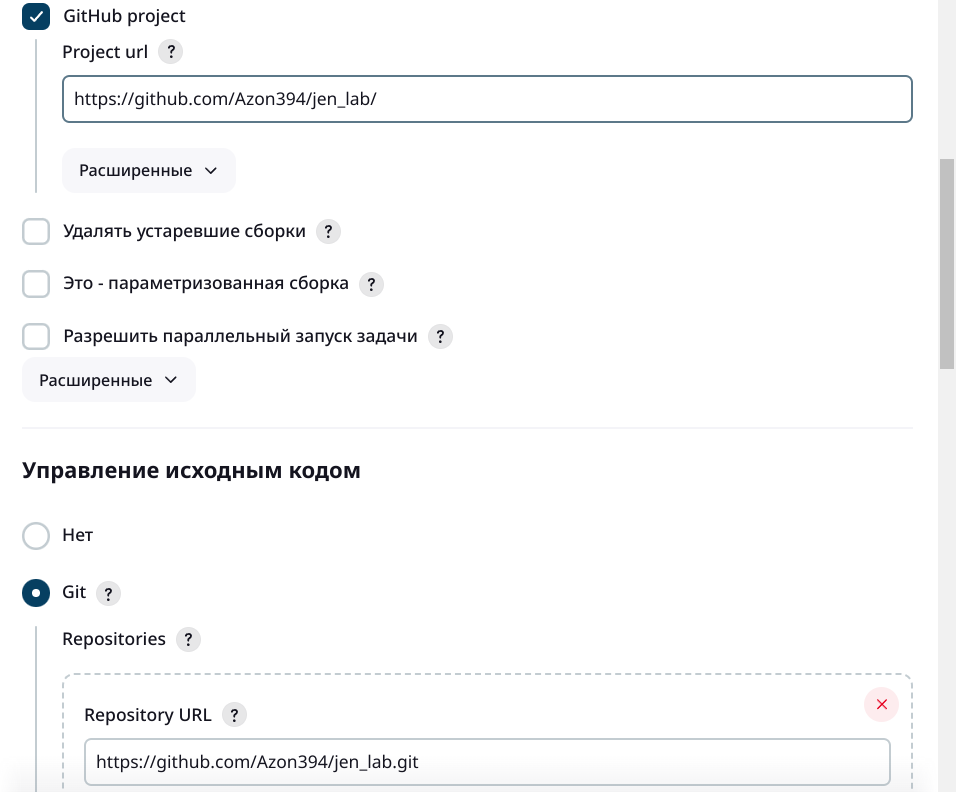 GitHub project
Project url ?
https://github.com/Azon394/jen_lab/
Расширенные
Удалять устаревшие сборки ?
Это - параметризованная сборка ?
Разрешить параллельный запуск задачи ?
Расширенные
Управление исходным кодом
Нет
Git ?
Repositories ?
Repository URL ?
https://github.com/Azon394/jen_lab.git